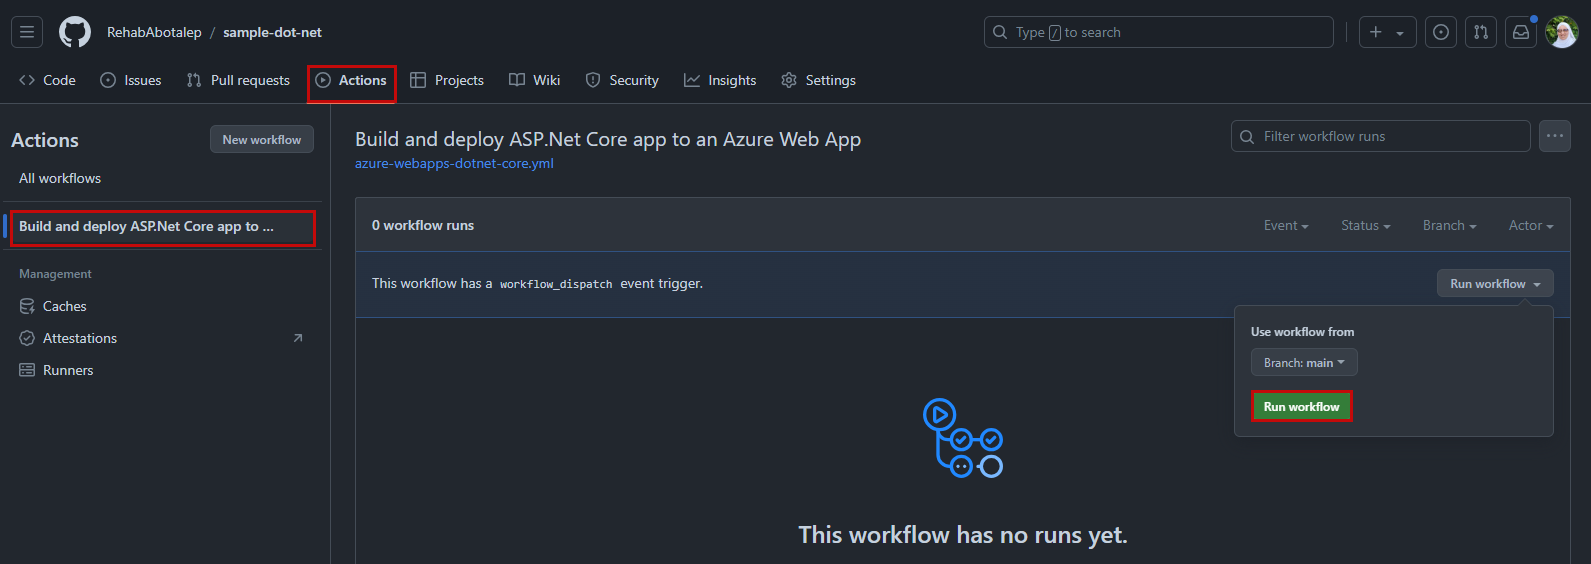 RehabAbotalep / sample-dot-net
Type / to search
Code Issues Pull requests Actions Projects Wiki Security Insights Settings
Actions
New workflow
All workflows
Build and deploy ASP.Net Core app to ...
Management
Caches
Attestations
Runners
Build and deploy ASP.Net Core app to an Azure Web App
azure-webapps-dotnet-core.yml
Filter workflow runs
0 workflow runs
Event Status Branch Actor
This workflow has a workflow_dispatch event trigger.
Run workflow
Use workflow from
Branch: main
Run workflow
This workflow has no runs yet.